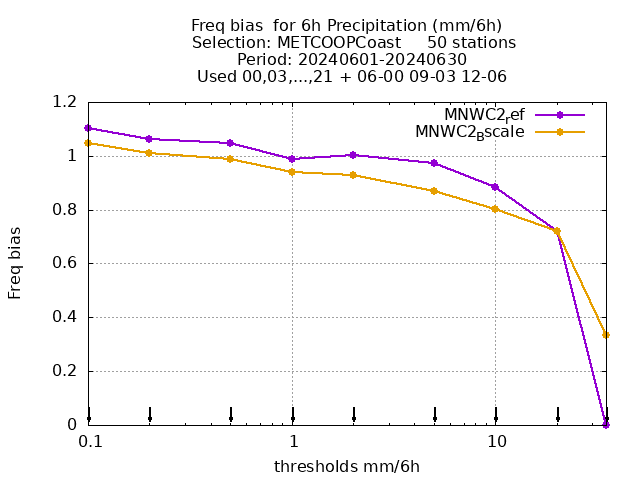 Freq bias  for 6h Precipitation (mm/6h)
Selection: METCOOPCoast     50 stations
Period: 20240601-20240630
Used 00,03,...,21 + 06-00 09-03 12-06
MNWC2ref
MNWC2Bscale
1.2
1
0.8
0.6
0.4
0.2
0
Freq bias
0.1 1 10
thresholds mm/6h